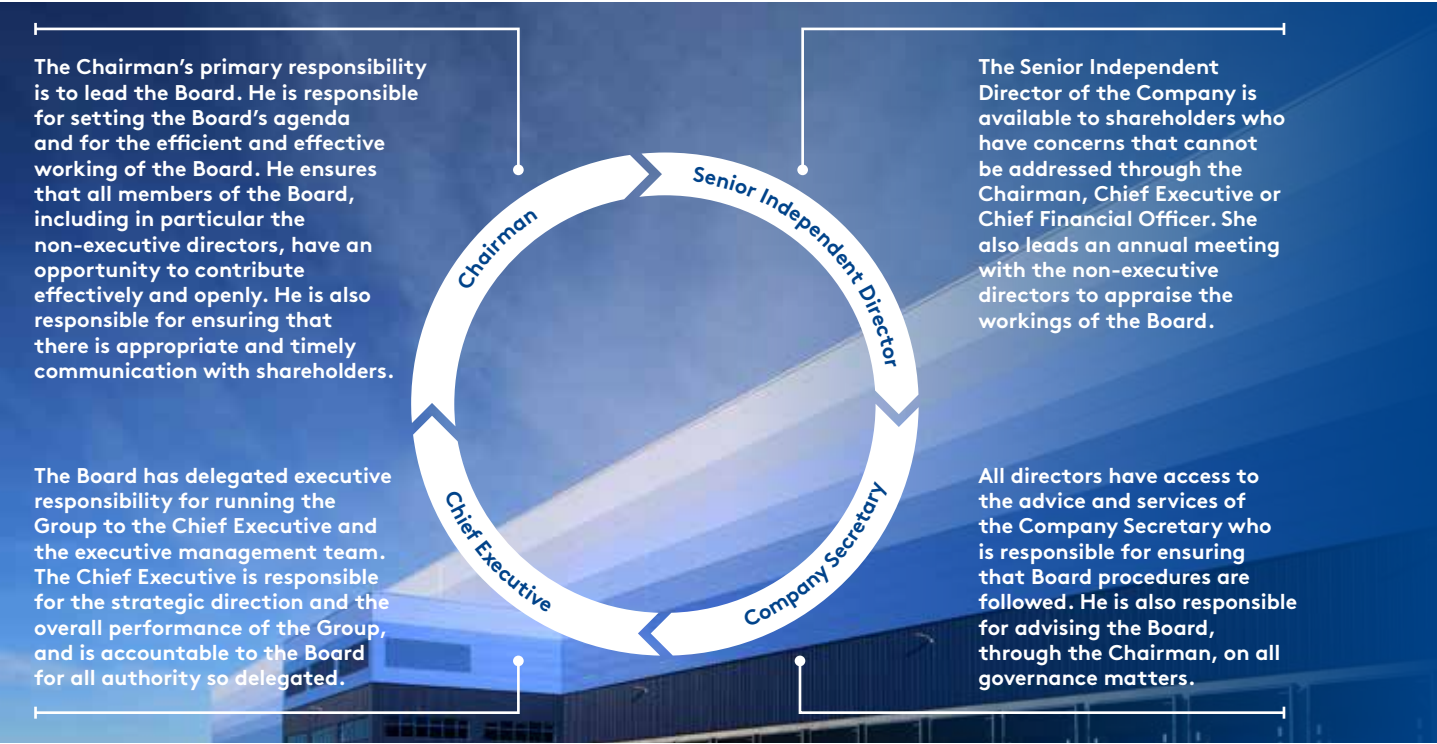 The Chairman’s primary responsibility
is to lead the Board. He is responsible
for setting the Board’s agenda
and for the efficient and effective
working of the Board. He ensures
that all members of the Board,
including in particular the
non-executive directors, have an
opportunity to contribute
effectively and openly. He is also
responsible for ensuring that
there is appropriate and timely
communication with shareholders.
The Senior Independent
Director of the Company is
available to shareholders who
have concerns that cannot
be addressed through the
Chairman, Chief Executive or
Chief Financial Officer. She
also leads an annual meeting
with the non-executive
directors to appraise the
workings of the Board.
Chairman
Senior Independent Director
Chief Executive
Company Secretary
The Board has delegated executive
responsibility for running the
Group to the Chief Executive and
the executive management team.
The Chief Executive is responsible
for the strategic direction and the
overall performance of the Group,
and is accountable to the Board
for all authority so delegated.
All directors have access to
the advice and services of
the Company Secretary who
is responsible for ensuring
that Board procedures are
followed. He is also responsible
for advising the Board,
through the Chairman, on all
governance matters.